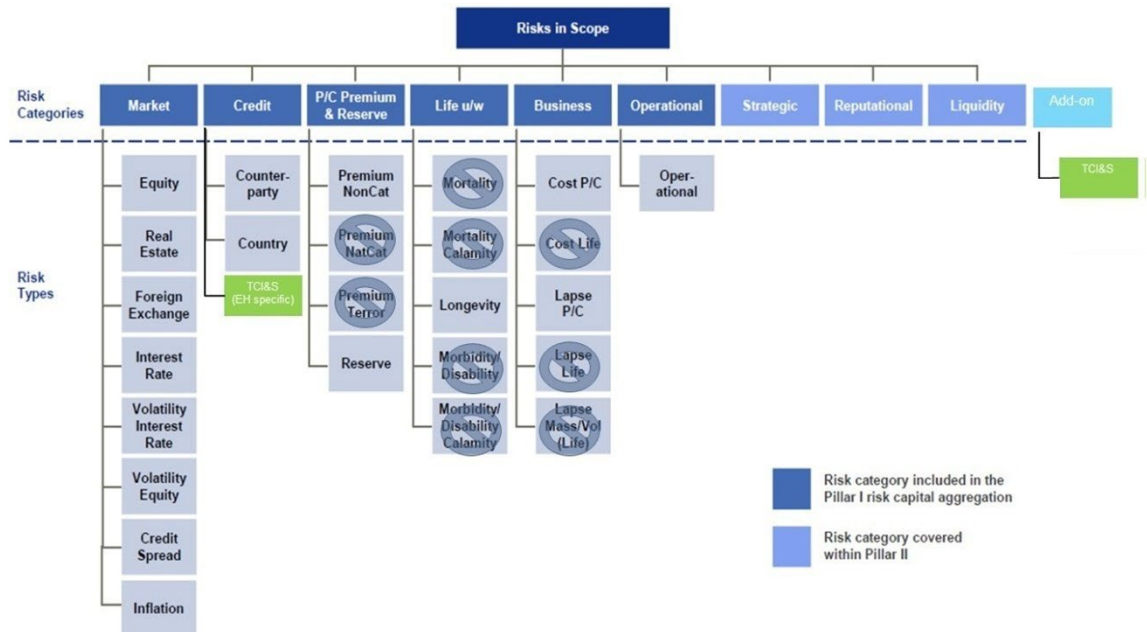 Risks in Scope
Risk
Categories
Market
Credit
P/C Premium
& Reserve
Life u/w
Business
Operational
Strategic
Reputational
Liquidity
Add-on
Risk
Types
Equity
Real
Estate
Foreign
Exchange
Interest
Rate
Volatility
Interest
Rate
Volatility
Equity
Credit
Spread
Inflation
Counter-
party
Country
TCI&S
(EH specific)
Premium
NonCat
Premium
NatCat
Premium
Terror
Reserve
Mortality
Mortality
Calamity
Longevity
Morbidity/
Disability
Morbidity/
Disability
Calamity
Cost P/C
Cost Life
Lapse
P/C
Lapse
Life
Lapse
Mass/Vol
(Life)
Oper-
ational
TCI&S
Risk category included in the
Pillar I risk capital aggregation
Risk category covered
within Pillar II